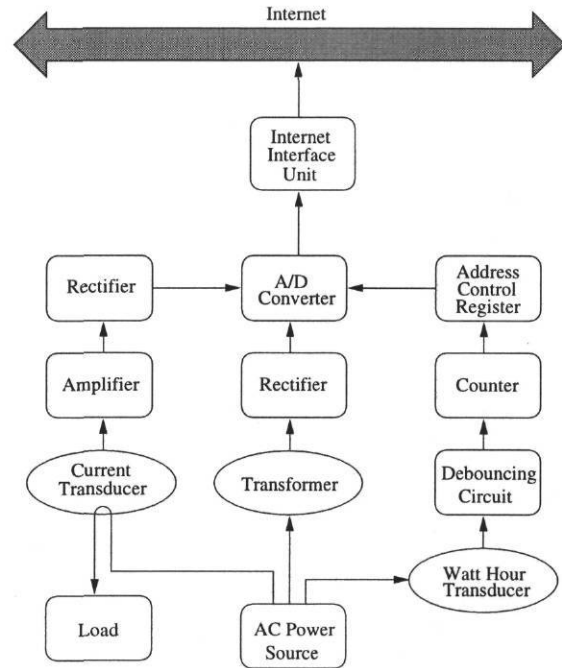 Internet
Internet
Interface
Unit
Rectifier
A/D
Converter
Address
Control
Register
Amplifier
Rectifier
Counter
Current
Transducer
Transformer
Debouncing
Circuit
Watt Hour
Transducer
Load
AC Power
Source